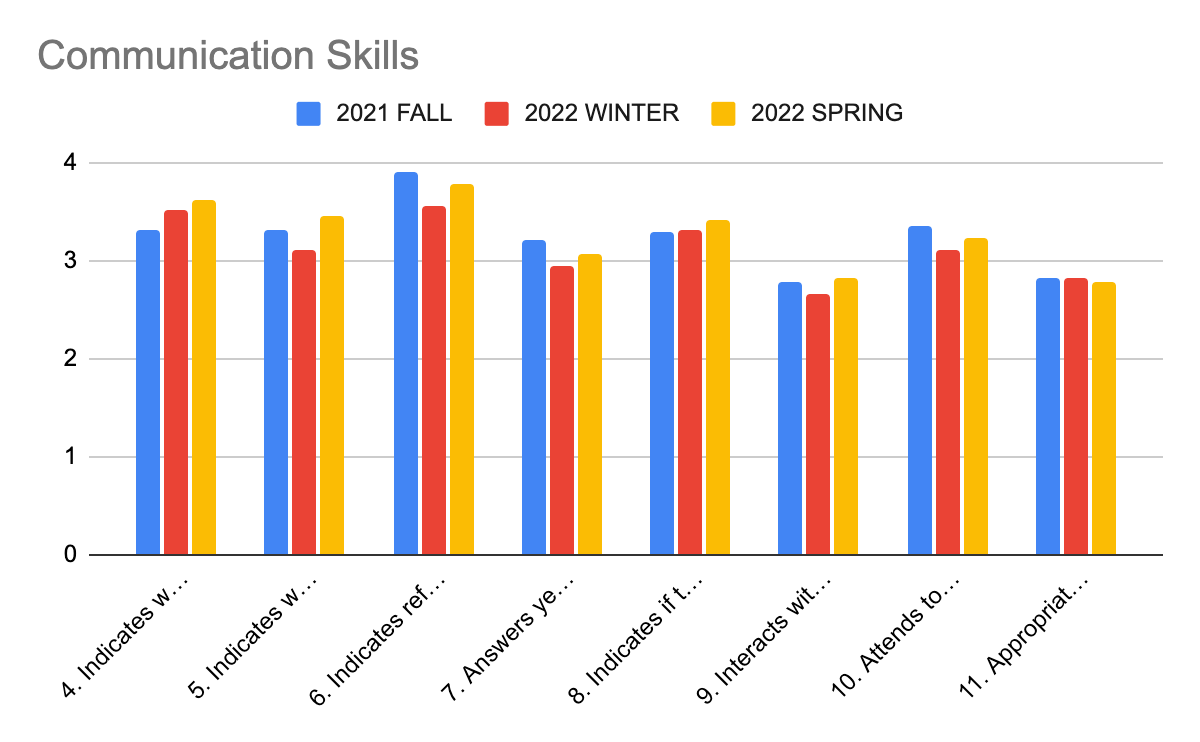 Communication Skills
2021 FALL
2022 WINTER
2022 SPRING
4
3
2
1
0
4. Indicates w…
5. Indicates w…
6. Indicates ref…
7. Answers ye…
8. Indicates if t…
9. Interacts wit…
10. Attends to…
11. Appropriat…